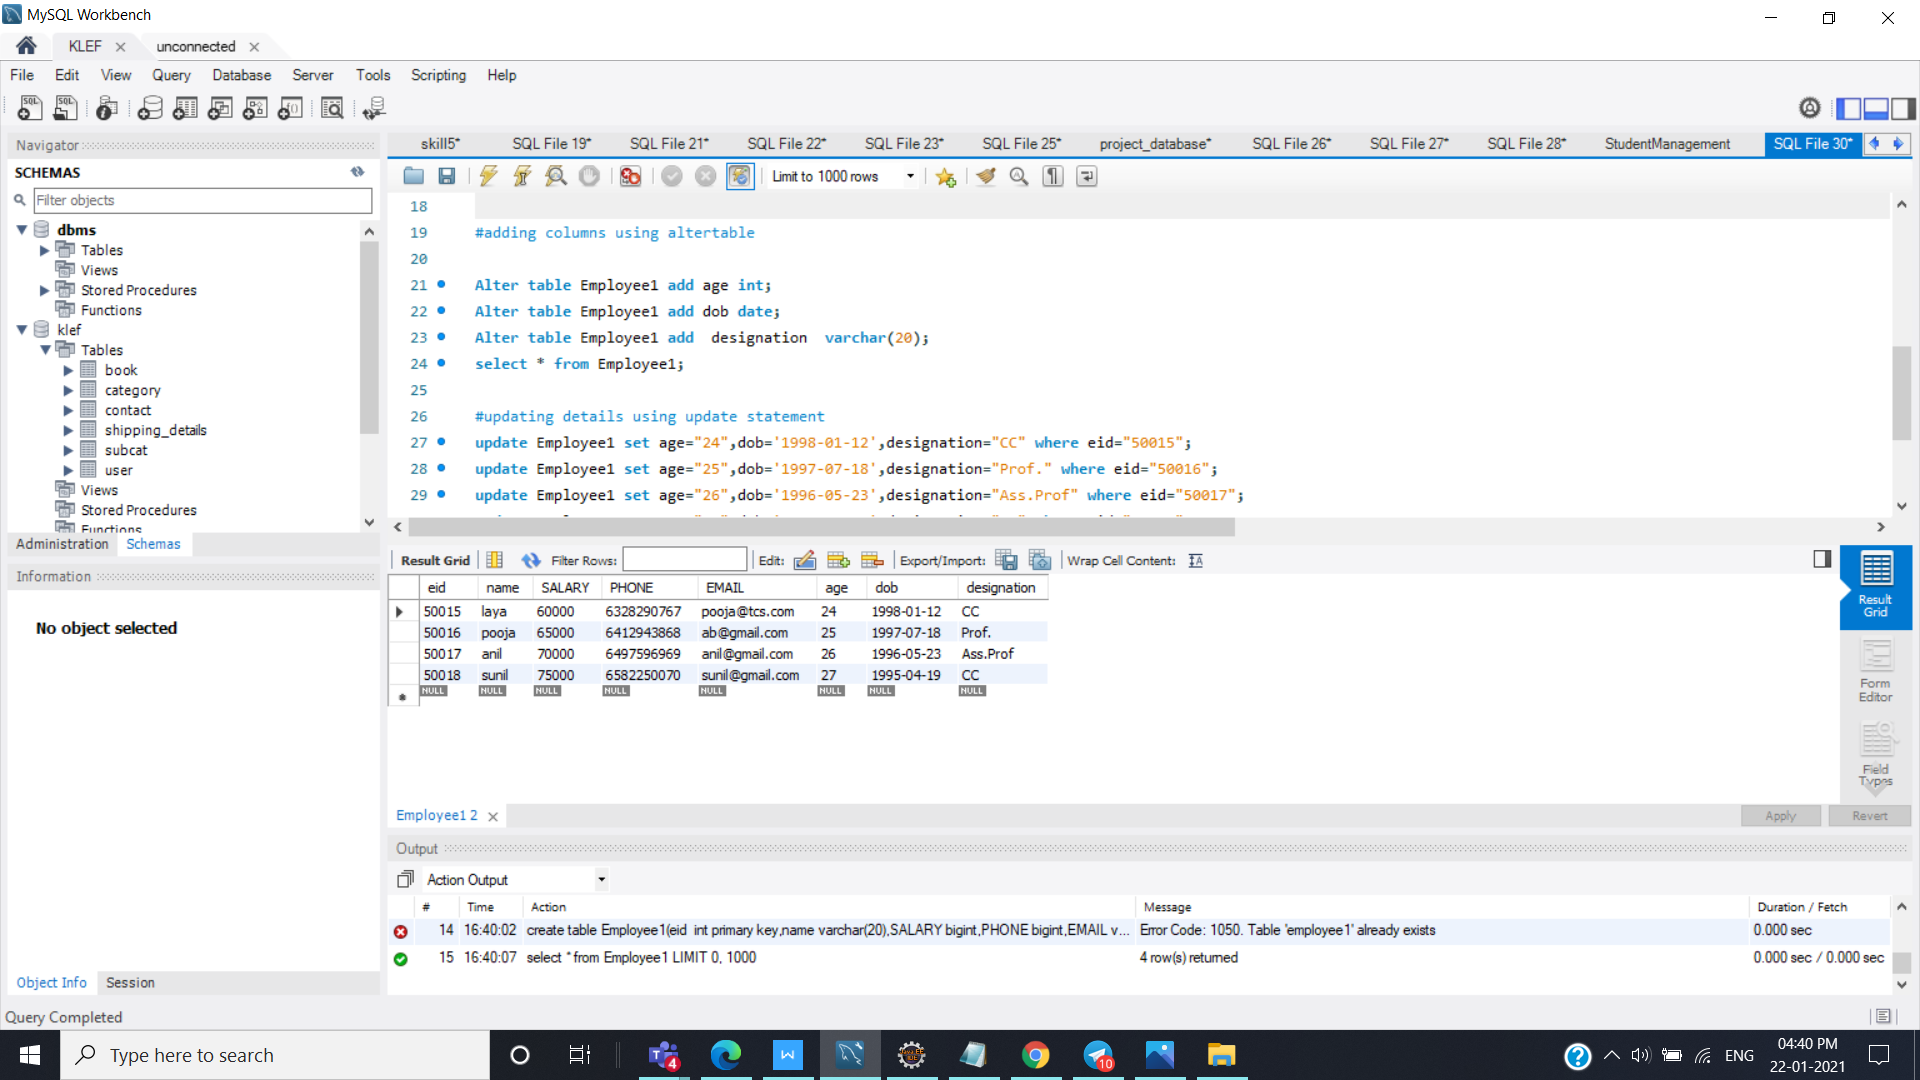 MySQL Workbench
KLEF
unconnected
File Edit View Query Database Server Tools Scripting Help
Navigator
SCHEMAS
Filter objects
dbms
Tables
Views
Stored Procedures
Functions
klef
Tables
book
category
contact
shipping_details
subcat
user
Views
Stored Procedures
Functions
Administration Schemas
Information
No object selected
Object Info Session
skill5* SQL File 19* SQL File 21* SQL File 22* SQL File 23* SQL File 25* project_database* SQL File 26* SQL File 27* SQL File 28* StudentManagement SQL File 30*
Limit to 1000 rows
18
19 #adding columns using altertable
20
21 Alter table Employee1 add age int;
22 Alter table Employee1 add dob date;
23 Alter table Employee1 add  designation  varchar(20);
24 select * from Employee1;
25
26 #updating details using update statement
27 update Employee1 set age="24",dob='1998-01-12',designation="CC" where eid="50015";
28 update Employee1 set age="25",dob='1997-07-18',designation="Prof." where eid="50016";
29 update Employee1 set age="26",dob='1996-05-23',designation="Ass.Prof" where eid="50017";
Result Grid Filter Rows: Edit: Export/Import: Wrap Cell Content:
eid name SALARY PHONE EMAIL age dob designation
50015 laya 60000 6328290767 pooja@tcs.com 24 1998-01-12 CC
50016 pooja 65000 6412943868 ab@gmail.com 25 1997-07-18 Prof.
50017 anil 70000 6497596969 anil@gmail.com 26 1996-05-23 Ass.Prof
50018 sunil 75000 6582250070 sunil@gmail.com 27 1995-04-19 CC
NULL NULL NULL NULL NULL NULL NULL NULL
Result
Grid
Form
Editor
Field
Types
Employee1 2
Apply Revert
Output
Action Output
# Time Action Message Duration / Fetch
14 16:40:02 create table Employee1(eid  int primary key,name varchar(20),SALARY bigint,PHONE bigint,EMAIL v... Error Code: 1050. Table 'employee1' already exists 0.000 sec
15 16:40:07 select * from Employee1 LIMIT 0, 1000 4 row(s) returned 0.000 sec / 0.000 sec
Query Completed
Type here to search
4
10
ENG
04:40 PM
22-01-2021